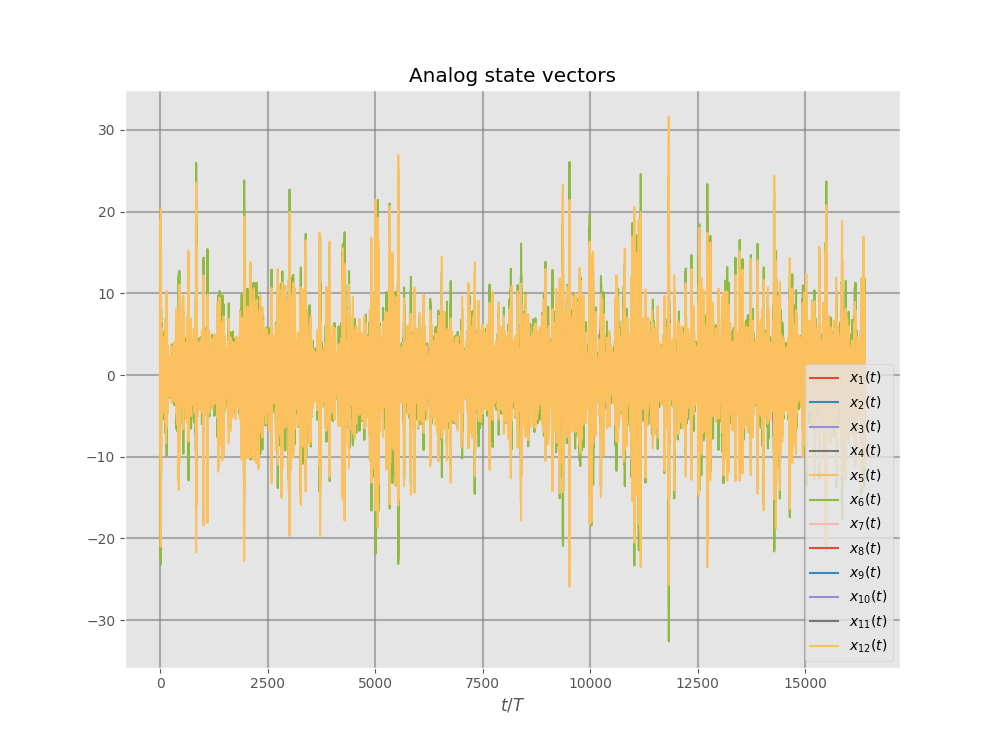 Analog state vectors
30
20
10
0
−10
−20
−30
0 2500 5000 7500 10000 12500 15000
t/T
x₁(t)
x₂(t)
x₃(t)
x₄(t)
x₅(t)
x₆(t)
x₇(t)
x₈(t)
x₉(t)
x₁₀(t)
x₁₁(t)
x₁₂(t)